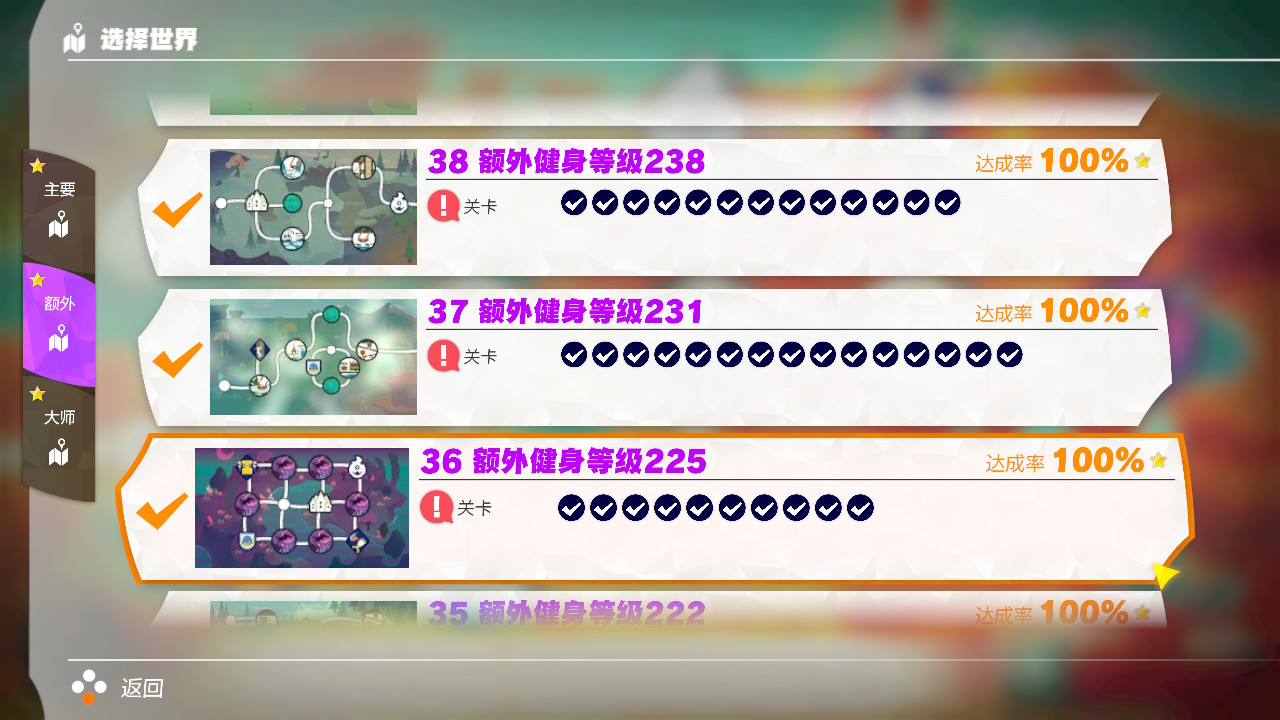 选择世界
主要
额外
大师
38 额外健身等级238
达成率 100%
关卡
37 额外健身等级231
达成率 100%
关卡
36 额外健身等级225
达成率 100%
关卡
35 额外健身等级222
达成率 100%
返回